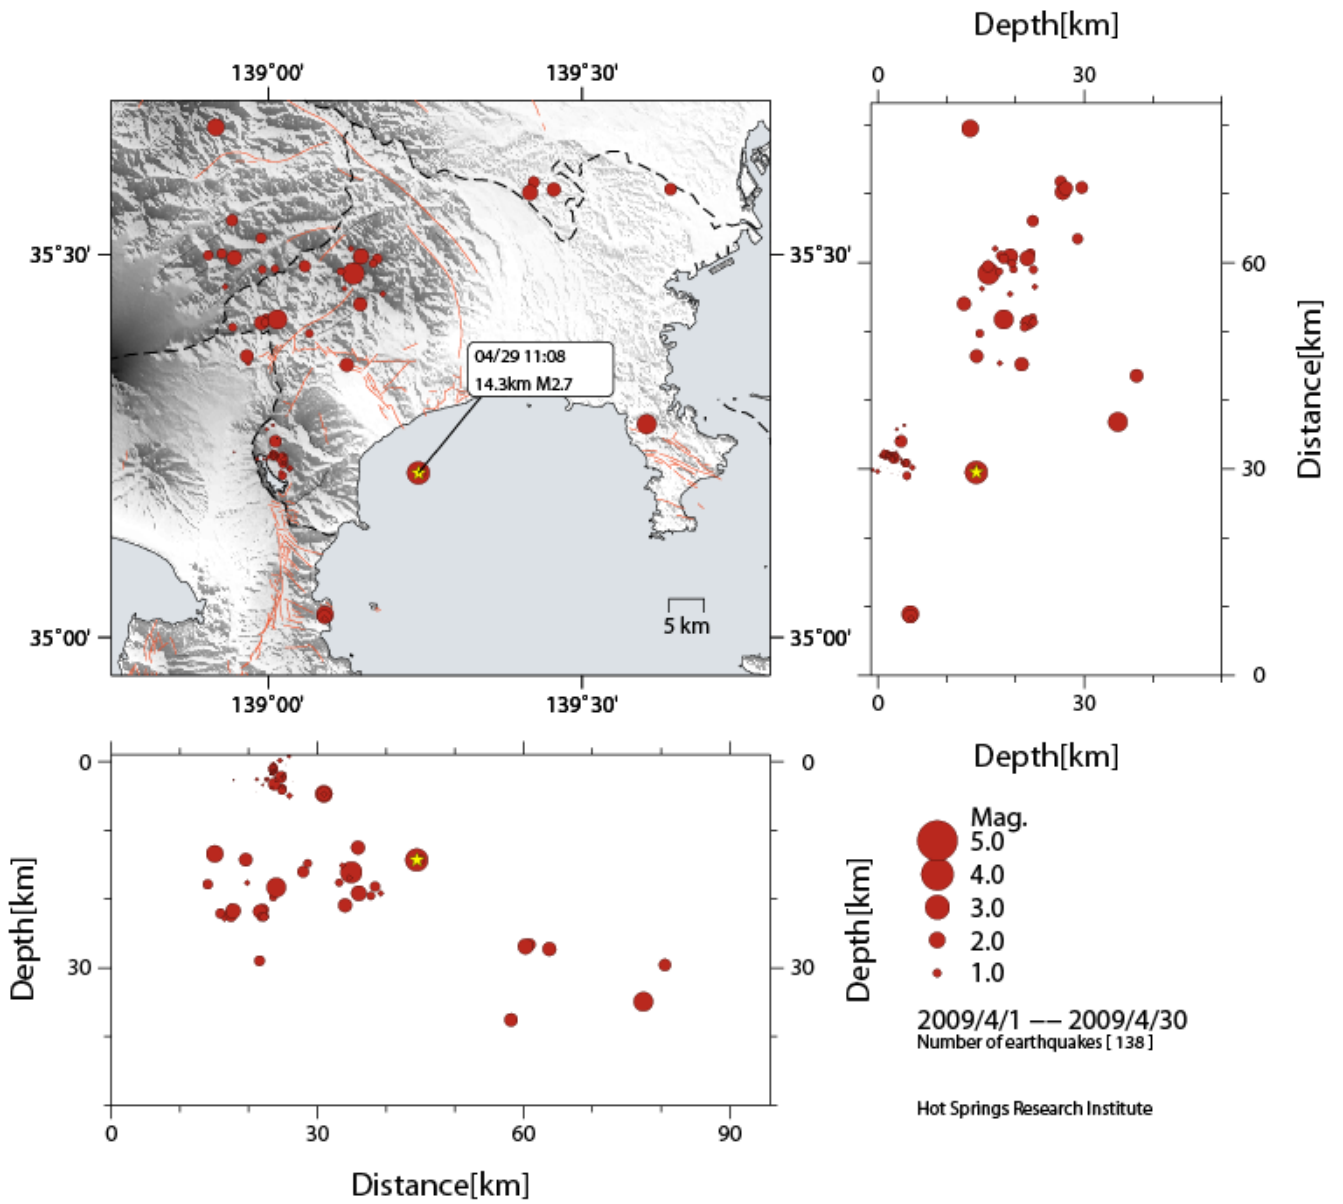 Depth[km]
139°00'
139°30'
0
30
35°30'
35°30'
60
04/29 11:08
14.3km M2.7
Distance[km]
30
5 km
35°00'
35°00'
0
139°00'
139°30'
0
30
Depth[km]
0
0
Mag.
5.0
4.0
3.0
2.0
1.0
Depth[km]
Depth[km]
30
30
2009/4/1 −− 2009/4/30
Number of earthquakes [ 138 ]
Hot Springs Research Institute
0
30
60
90
Distance[km]